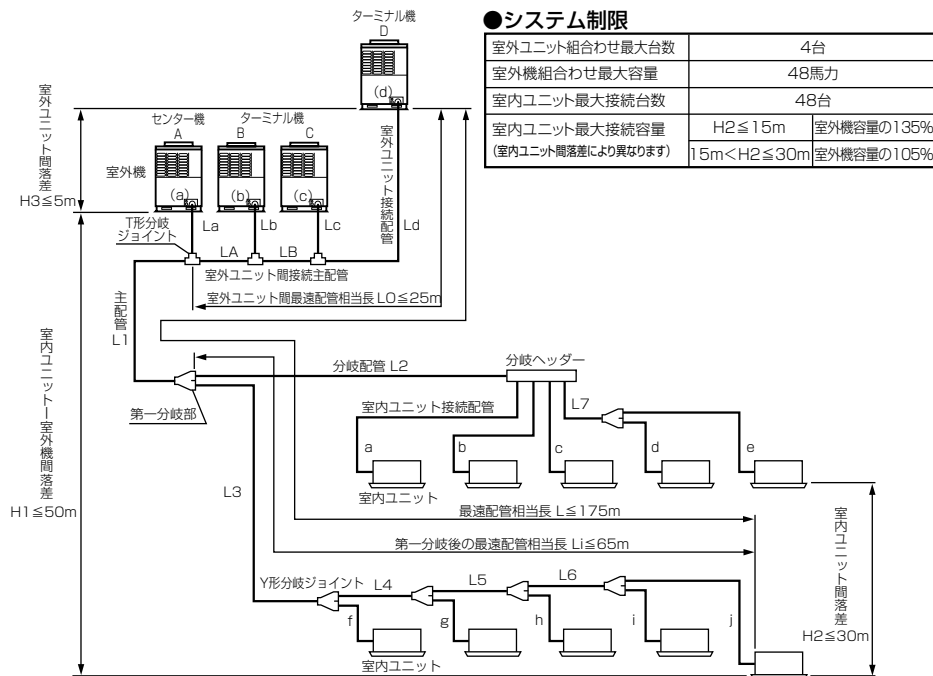 ターミナル機
D
(d)
●システム制限
室外ユニット組合わせ最大台数 4台
室外機組合わせ最大容量 48馬力
室内ユニット最大接続台数 48台
室内ユニット最大接続容量
(室内ユニット間落差により異なります)
H2≦15m 室外機容量の135%
15m<H2≦30m 室外機容量の105%
室外ユニット間落差
H3≦5m
センター機
A
ターミナル機
B C
室外機
(a) (b) (c)
室外ユニット接続配管
La Lb Lc Ld
T形分岐
ジョイント
LA LB
室外ユニット間接続主配管
室外ユニット間最遠配管相当長 LO≦25m
主配管
L1
室内ユニットー室外機間落差
H1≦50m
分岐配管 L2
分岐ヘッダー
第一分岐部
室内ユニット接続配管
L7
a b c d e
室内ユニット
L3
最遠配管相当長 L≦175m
第一分岐後の最遠配管相当長 Li≦65m
室内ユニット間落差
H2≦30m
Y形分岐ジョイント
L4 L5 L6
f g h i j
室内ユニット